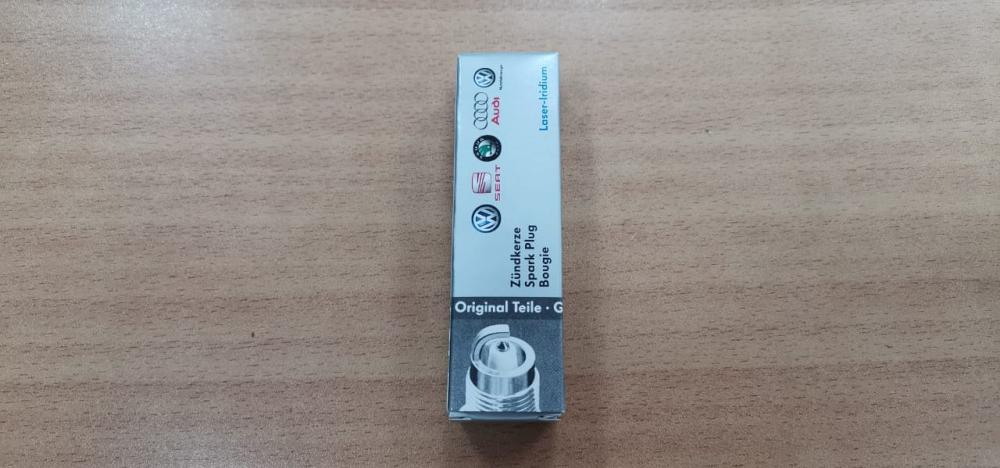 Laser-Iridium
Audi
SEAT
Zündkerze
Spark Plug
Bougie
Original Teile · G